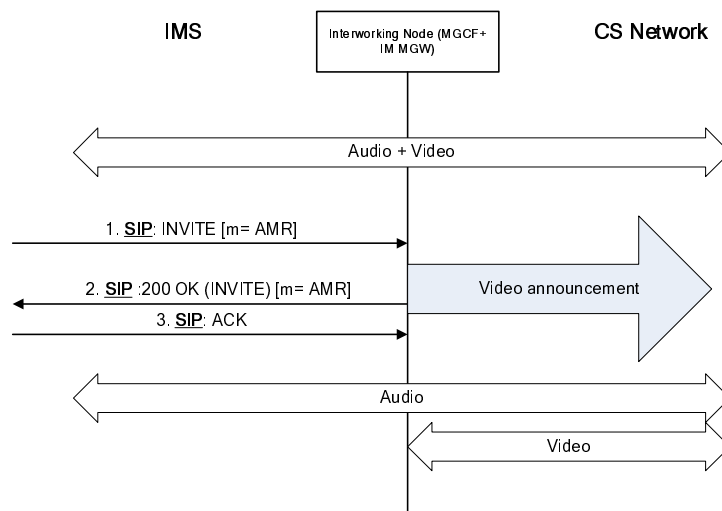 IMS
Interworking Node (MGCF+
IM MGW)
CS Network
Audio + Video
1. SIP: INVITE [m= AMR]
2. SIP :200 OK (INVITE) [m= AMR]
Video announcement
3. SIP: ACK
Audio
Video